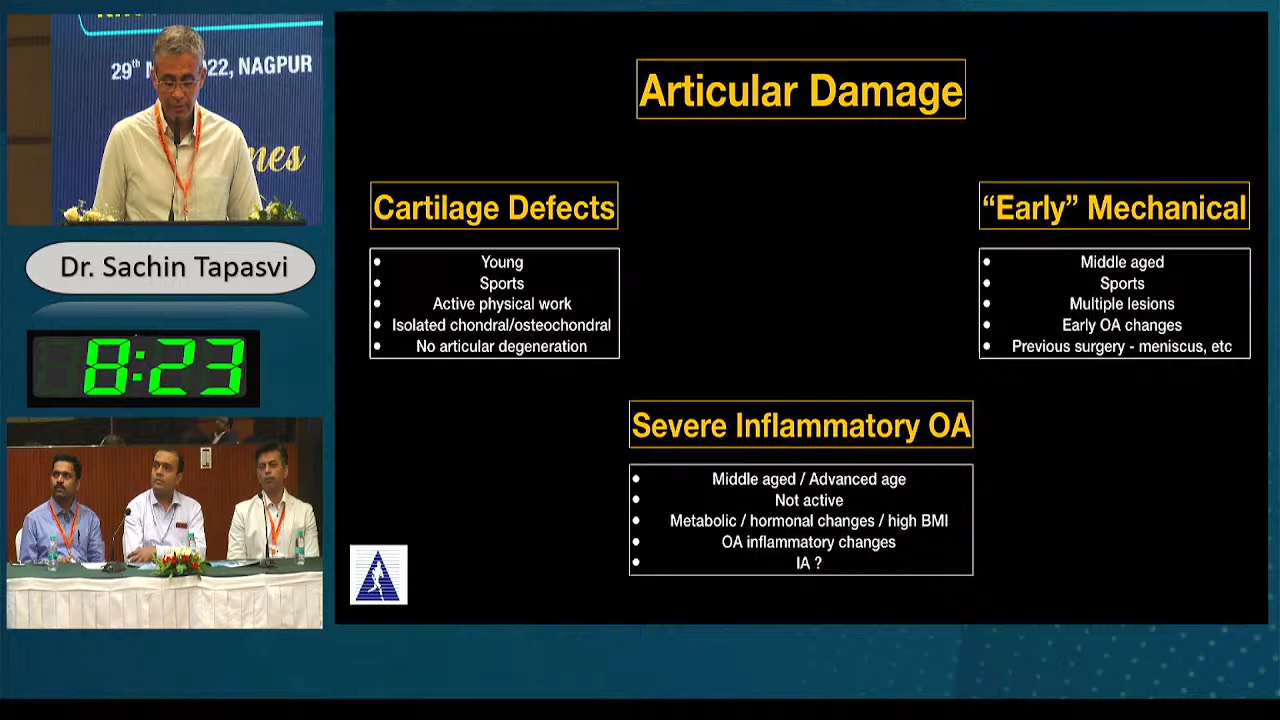 29th
2022, NAGPUR
Dr. Sachin Tapasvi
8:23
Articular Damage
Cartilage Defects
• Young
• Sports
• Active physical work
• Isolated chondral/osteochondral
• No articular degeneration
“Early” Mechanical
• Middle aged
• Sports
• Multiple lesions
• Early OA changes
• Previous surgery - meniscus, etc
Severe Inflammatory OA
• Middle aged / Advanced age
• Not active
• Metabolic / hormonal changes / high BMI
• OA inflammatory changes
• IA ?